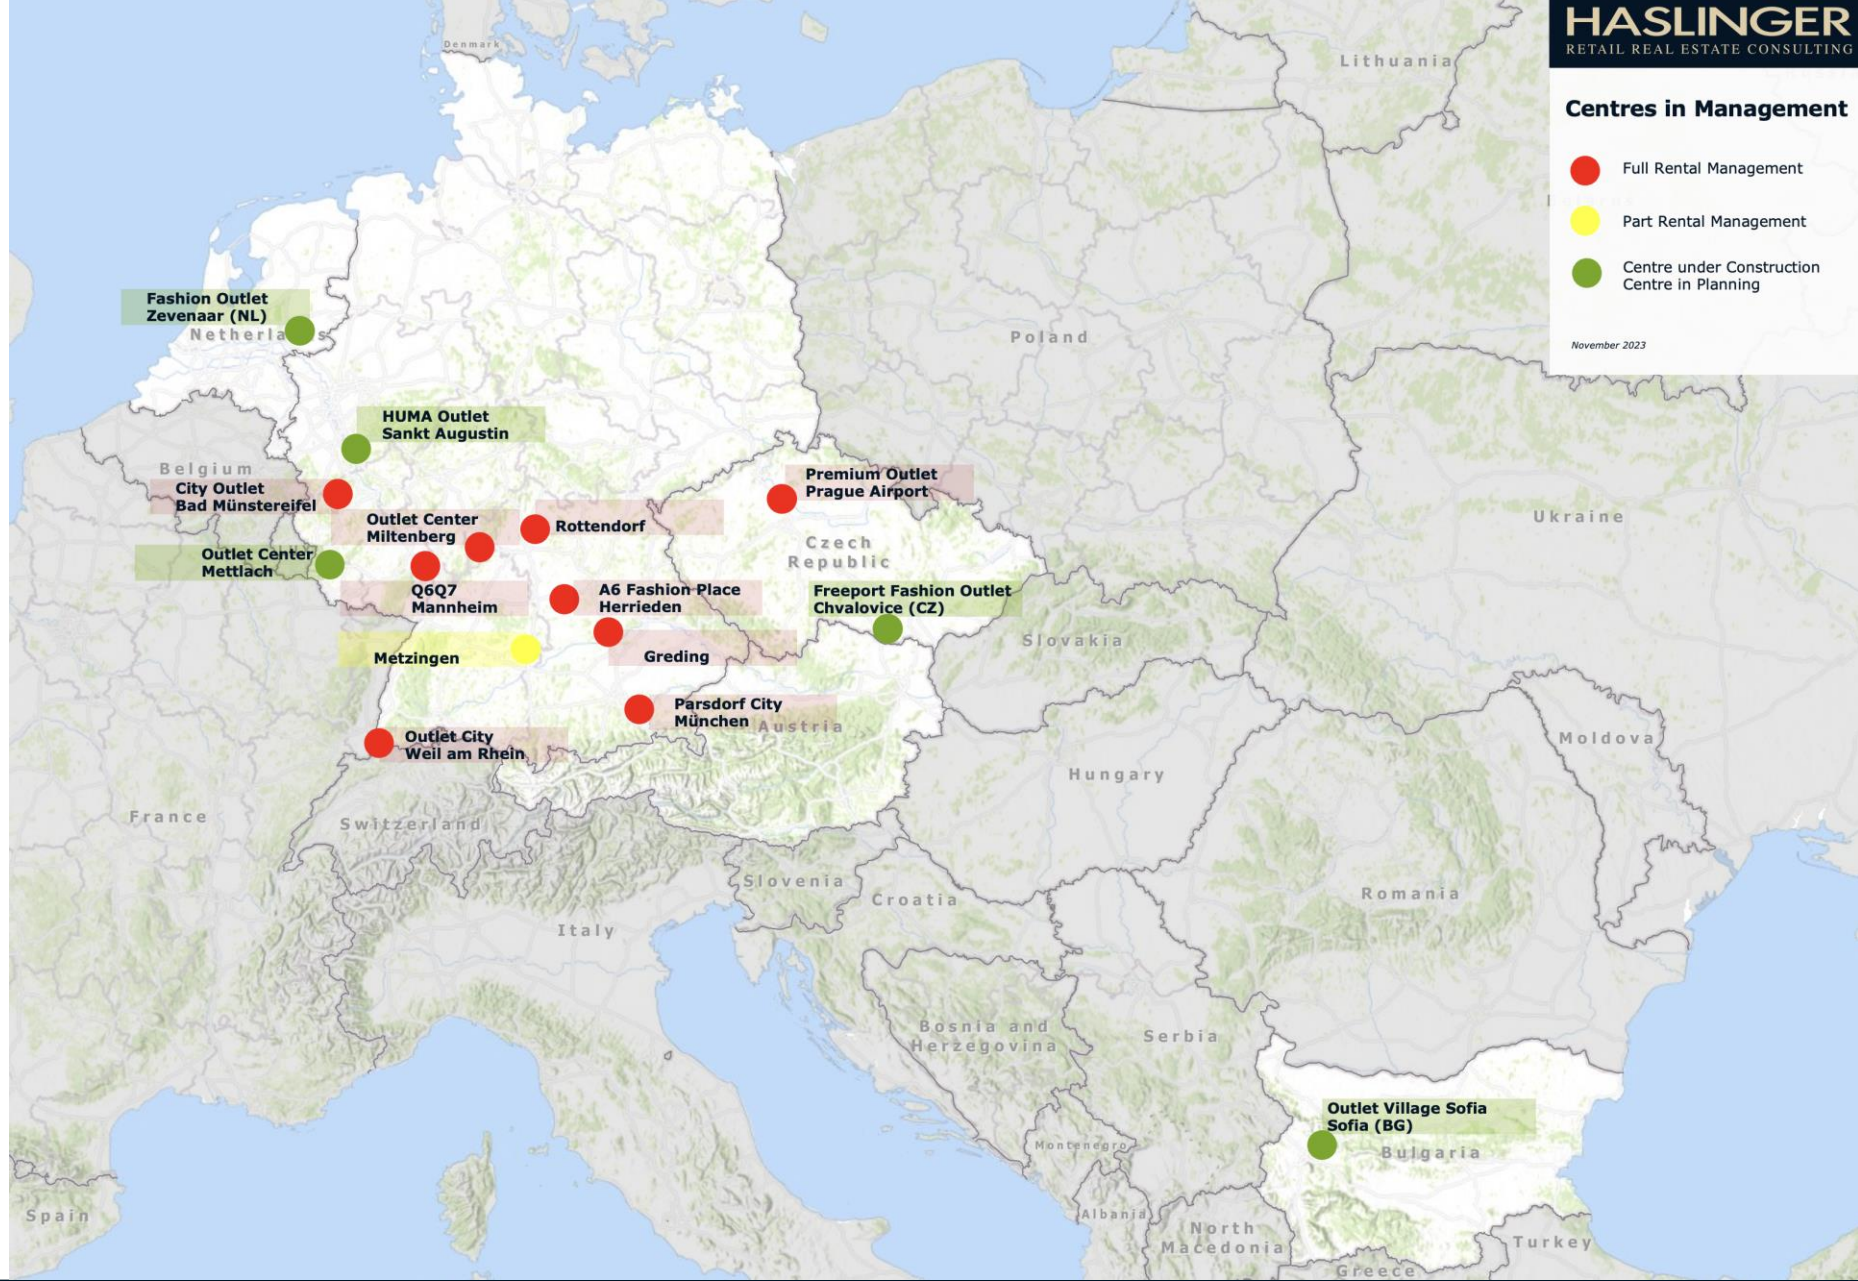 HASLINGER
RETAIL REAL ESTATE CONSULTING
Centres in Management
Full Rental Management
Part Rental Management
Centre under Construction
Centre in Planning
November 2023
Denmark
Lithuania
Fashion Outlet
Zevenaar (NL)
Poland
HUMA Outlet
Sankt Augustin
Belgium
City Outlet
Bad Münstereifel
Premium Outlet
Prague Airport
Outlet Center
Miltenberg
Rottendorf
Ukraine
Czech
Republic
Outlet Center
Mettlach
Q6Q7
Mannheim
A6 Fashion Place
Herrieden
Freeport Fashion Outlet
Chvalovice (CZ)
Slovakia
Metzingen
Greding
Parsdorf City
München
Austria
Outlet City
Weil am Rhein
Moldova
Hungary
France
Switzerland
Slovenia
Croatia
Romania
Italy
Bosnia and
Herzegovina
Serbia
Outlet Village Sofia
Sofia (BG)
Bulgaria
Montenegro
Spain
Albania
North
Macedonia
Turkey
Greece